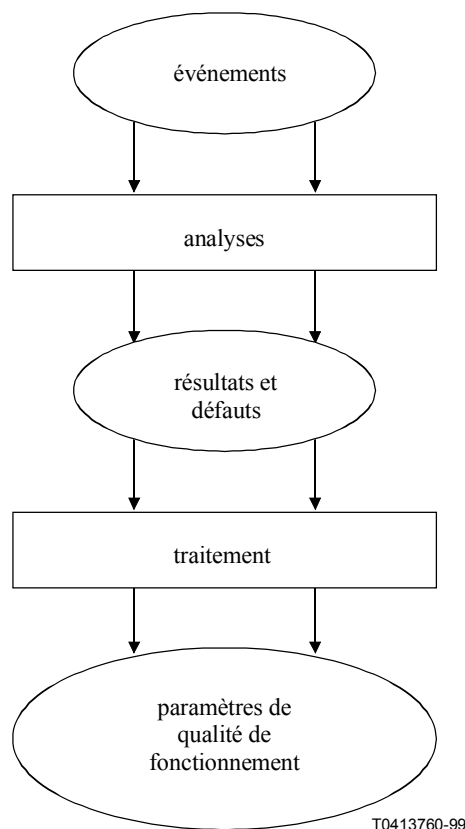 événements
analyses
résultats et
défauts
traitement
paramètres de
qualité de
fonctionnement
T0413760-99